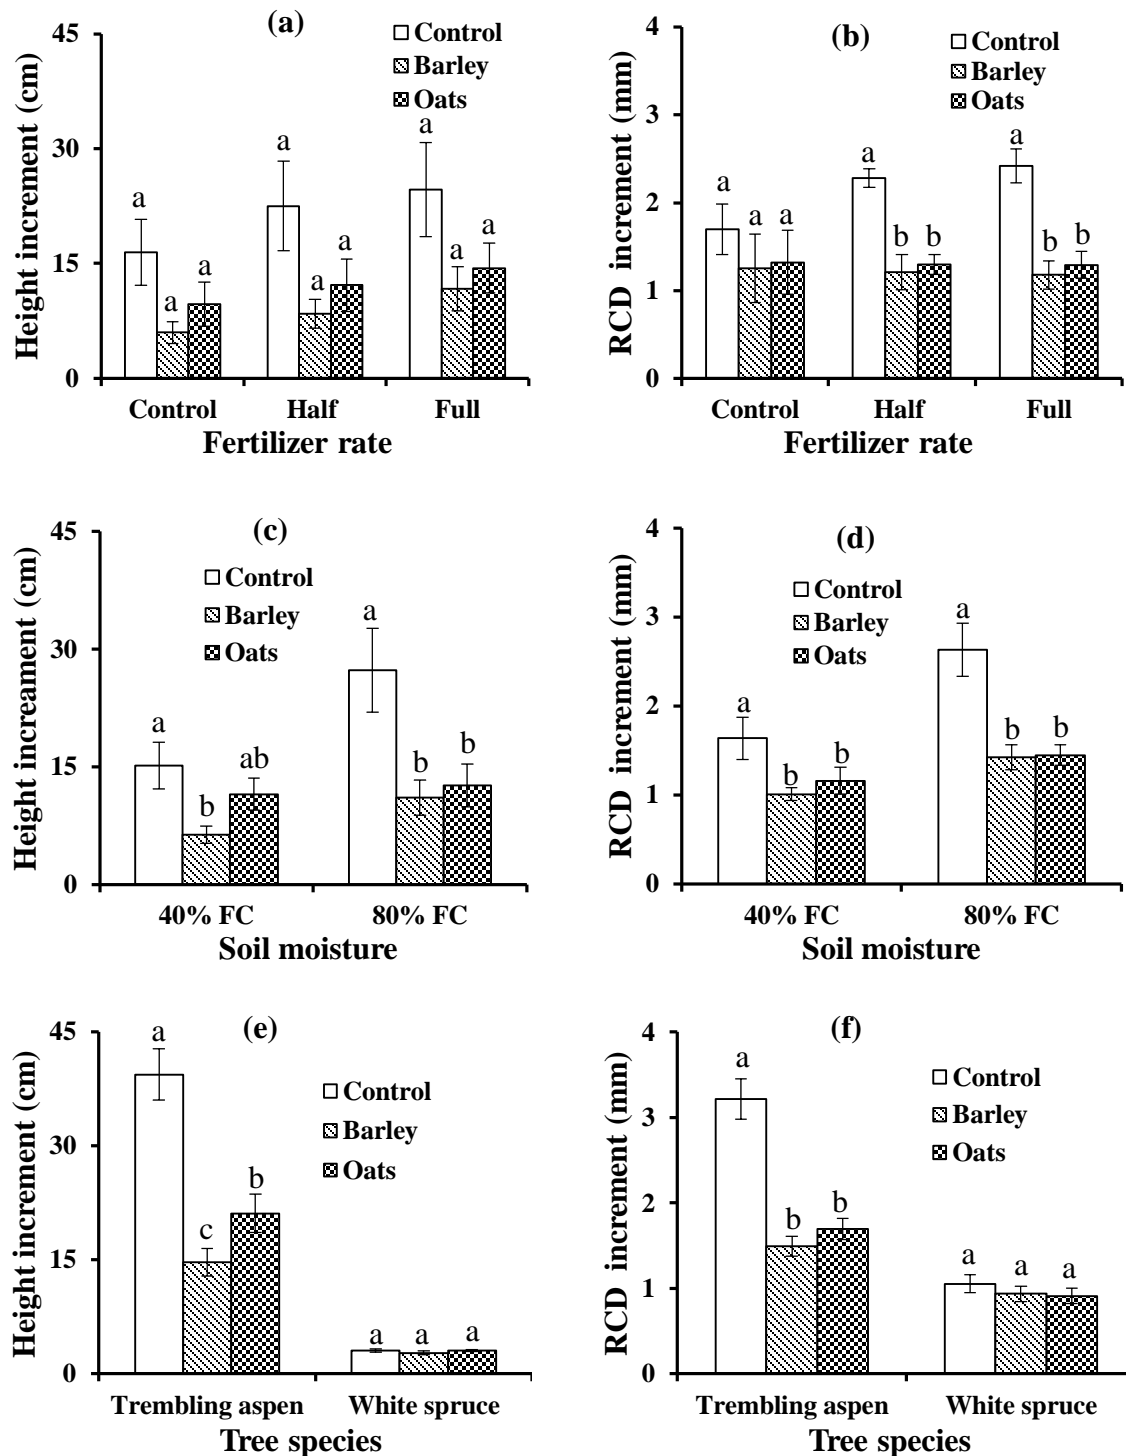 (a)
Control
Barley
Oats
Height increment (cm)
45
30
15
0
a
a
a
a
a
a
a
a
a
Control Half Full
Fertilizer rate
(b)
Control
Barley
Oats
RCD increment (mm)
4
3
2
1
0
a
a
a
a
b
b
a
b
b
Control Half Full
Fertilizer rate
(c)
Control
Barley
Oats
Height increament (cm)
45
30
15
0
a
b
ab
a
b
b
40% FC 80% FC
Soil moisture
(d)
Control
Barley
Oats
RCD increment (mm)
4
3
2
1
0
a
b
b
a
b
b
40% FC 80% FC
Soil moisture
(e)
Control
Barley
Oats
Height increment (cm)
45
30
15
0
a
c
b
a
a
a
Trembling aspen White spruce
Tree species
(f)
Control
Barley
Oats
RCD increment (mm)
4
3
2
1
0
a
b
b
a
a
a
Trembling aspen White spruce
Tree species